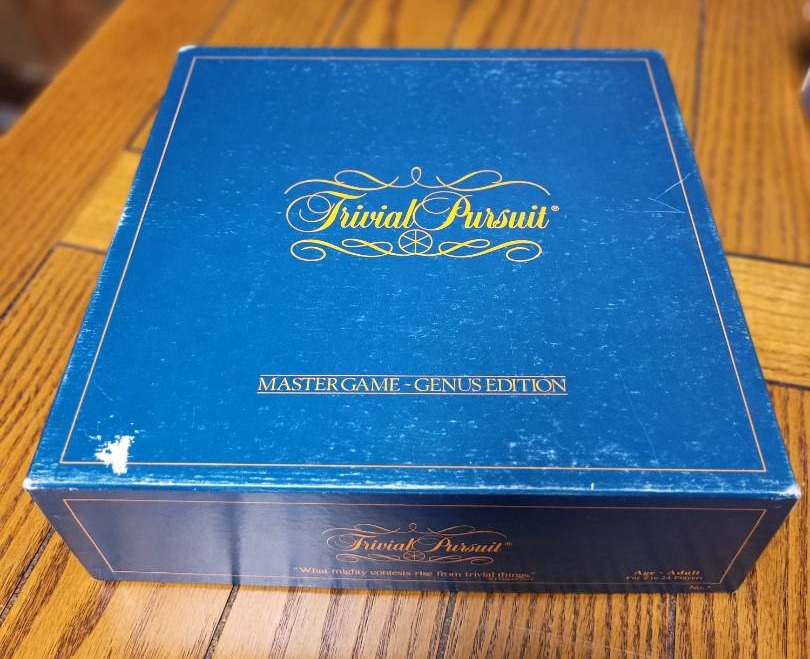 Trivial Pursuit®
MASTER GAME - GENUS EDITION
Trivial Pursuit®
"What mighty contests rise from trivial things."
Age - Adult
For 2 to 24 Players
No. 7